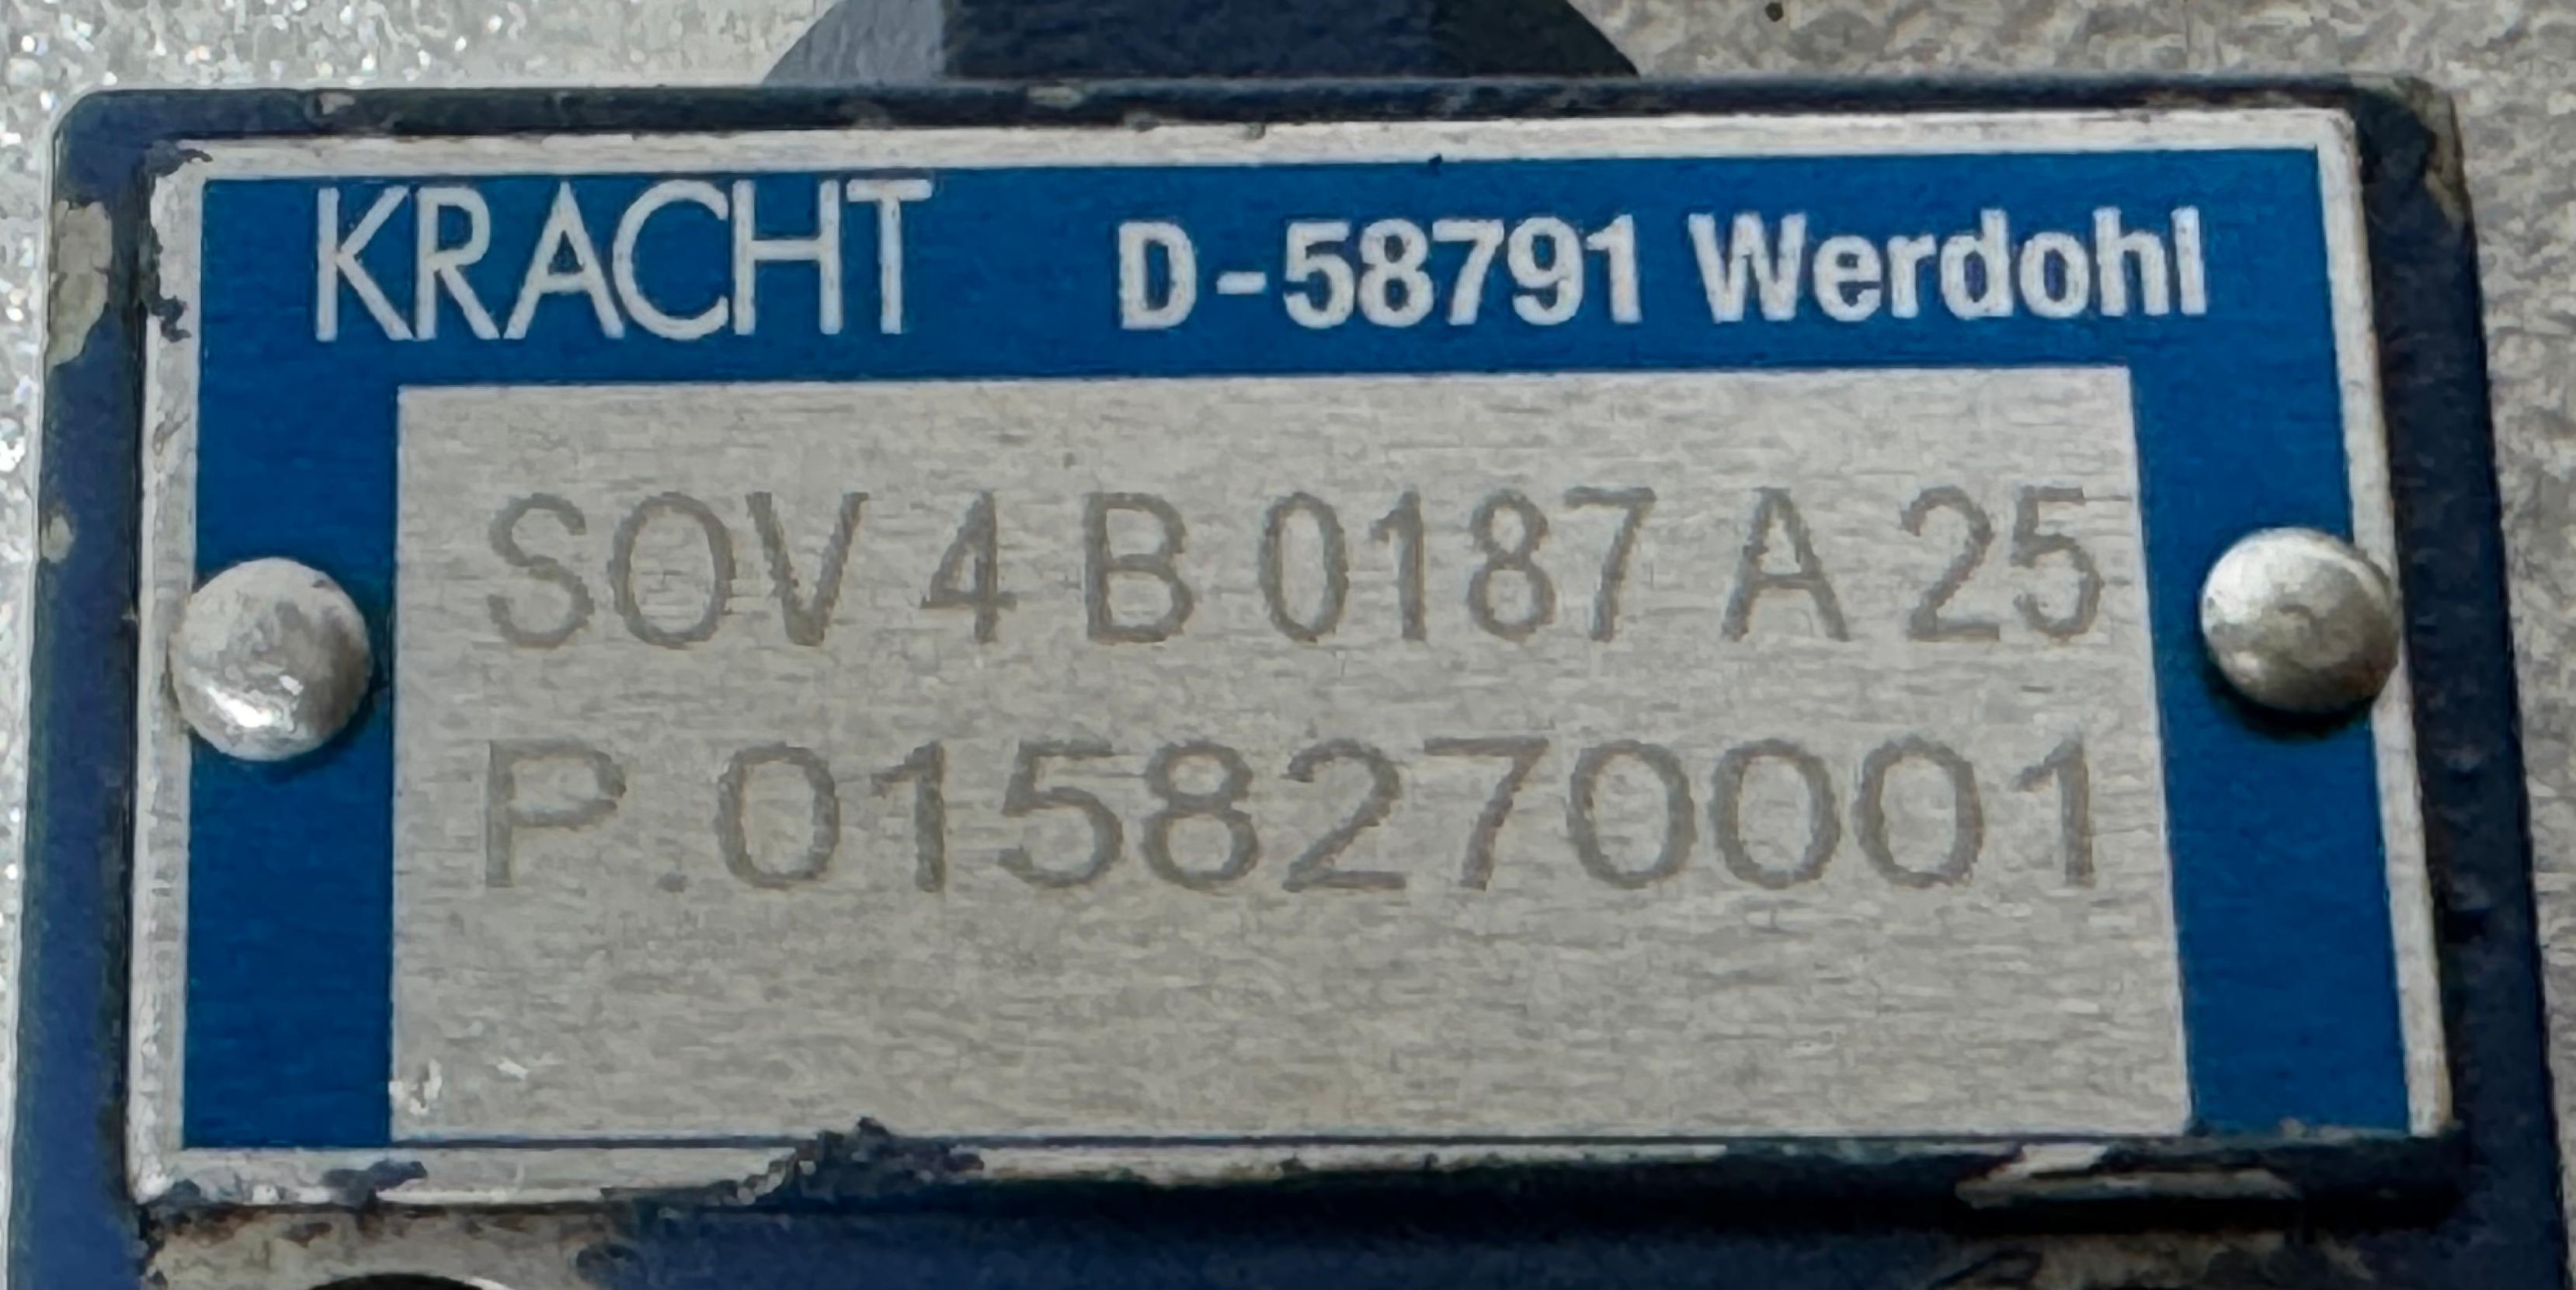 KRACHT D-58791 Werdohl
SOV 4 B 0187 A 25
P.0158270001